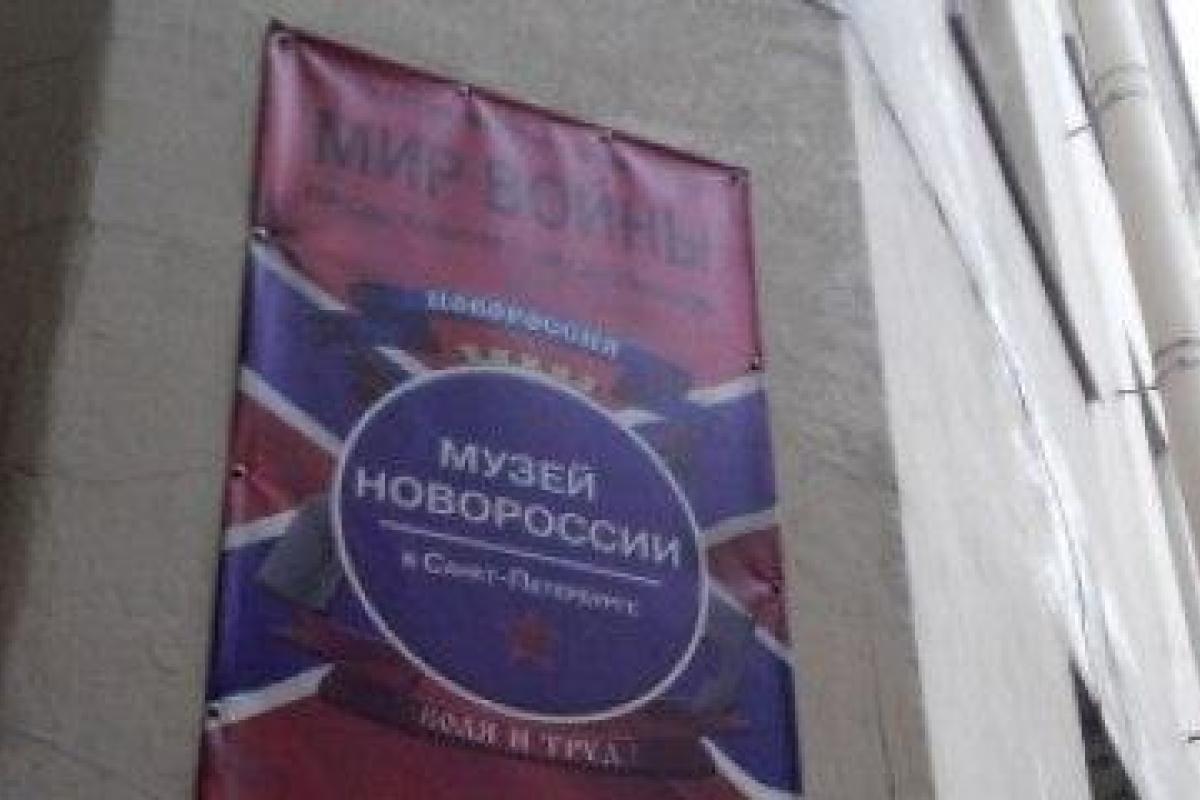 МИР ВОЙНЫ
НОВОРОССИЯ
МУЗЕЙ
НОВОРОССИИ
в Санкт-Петербурге
ВОЛЯ И ТРУД!